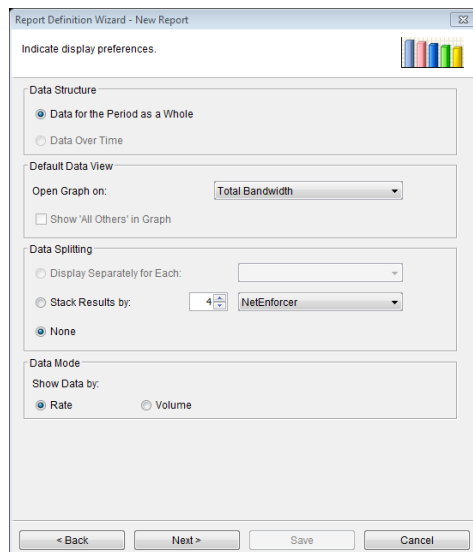 Report Definition Wizard - New Report
Indicate display preferences.
Data Structure
Data for the Period as a Whole
Data Over Time
Default Data View
Open Graph on: Total Bandwidth
Show 'All Others' in Graph
Data Splitting
Display Separately for Each:
Stack Results by: 4 NetEnforcer
None
Data Mode
Show Data by:
Rate Volume
< Back Next > Save Cancel